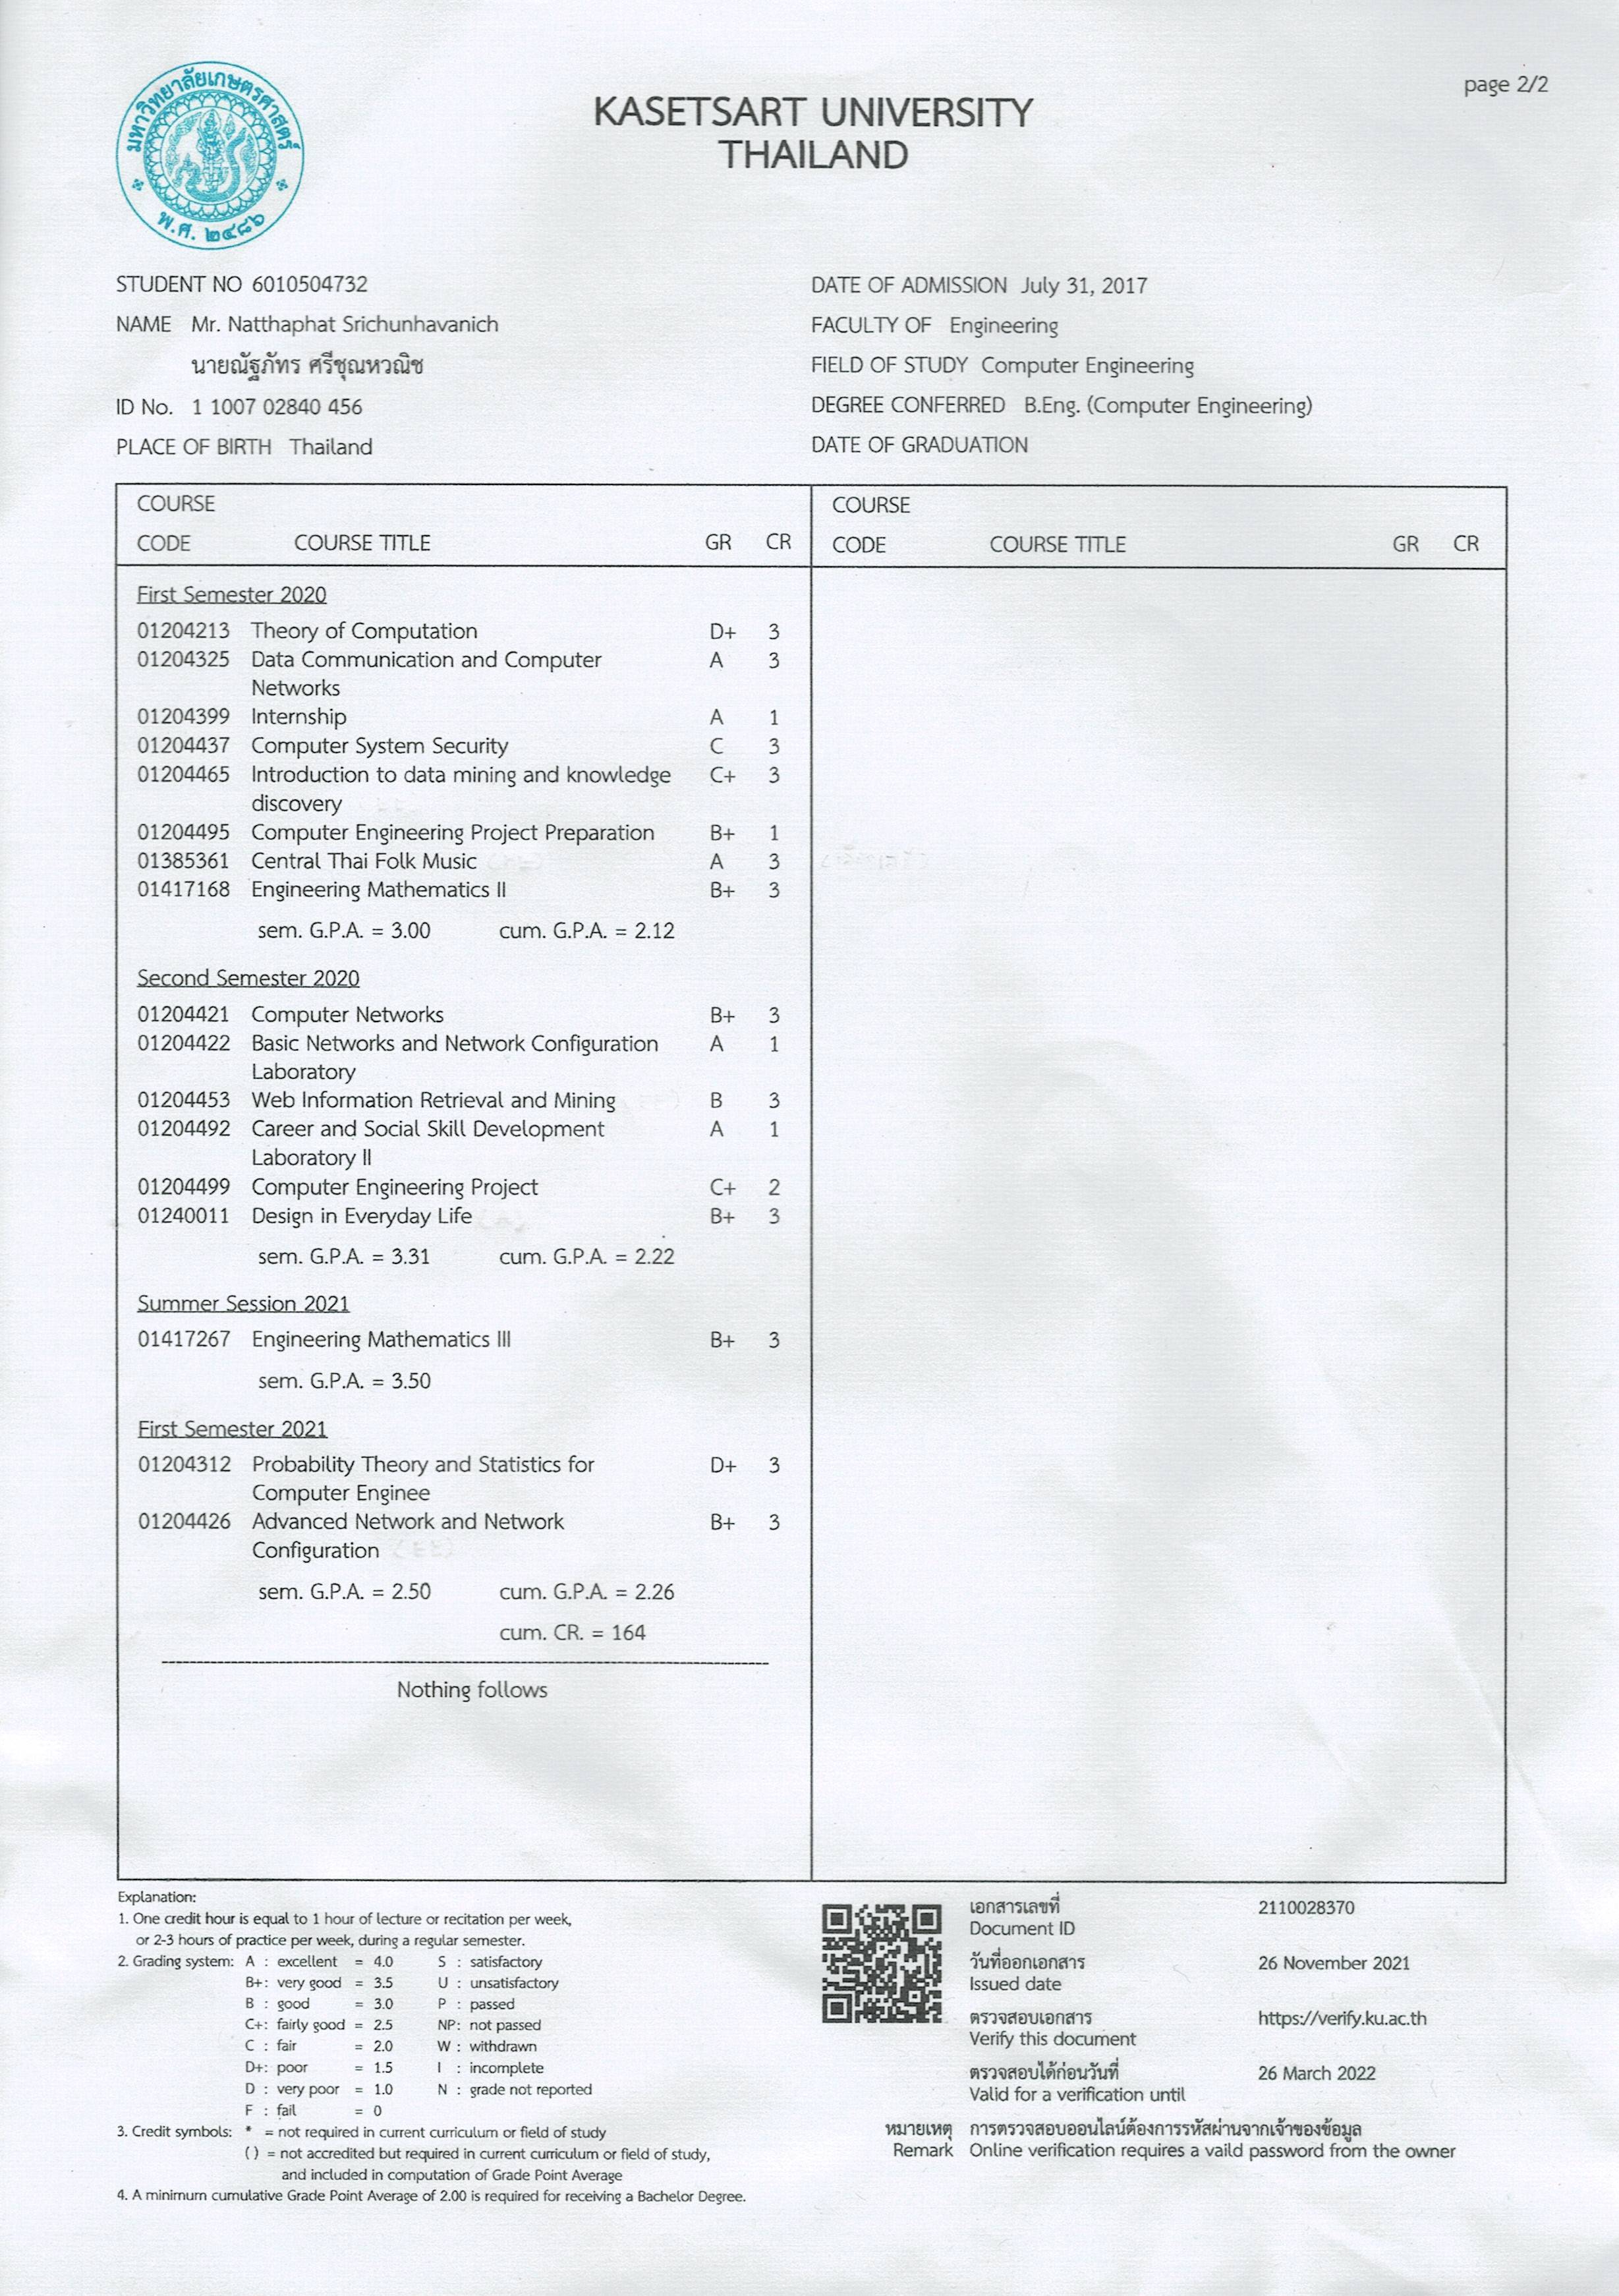 มหาวิทยาลัยเกษตรศาสตร์
พ.ศ. ๒๔๘๖
page 2/2
KASETSART UNIVERSITY
THAILAND
STUDENT NO 6010504732
NAME Mr. Natthaphat Srichunhavanich
นายณัฐภัทร ศรีชุณหวณิช
ID No. 1 1007 02840 456
PLACE OF BIRTH Thailand
DATE OF ADMISSION July 31, 2017
FACULTY OF Engineering
FIELD OF STUDY Computer Engineering
DEGREE CONFERRED B.Eng. (Computer Engineering)
DATE OF GRADUATION
COURSE
CODE COURSE TITLE GR CR
First Semester 2020
01204213 Theory of Computation D+ 3
01204325 Data Communication and Computer A 3
Networks
01204399 Internship A 1
01204437 Computer System Security C 3
01204465 Introduction to data mining and knowledge C+ 3
discovery
01204495 Computer Engineering Project Preparation B+ 1
01385361 Central Thai Folk Music A 3
01417168 Engineering Mathematics II B+ 3
sem. G.P.A. = 3.00 cum. G.P.A. = 2.12
Second Semester 2020
01204421 Computer Networks B+ 3
01204422 Basic Networks and Network Configuration A 1
Laboratory
01204453 Web Information Retrieval and Mining B 3
01204492 Career and Social Skill Development A 1
Laboratory II
01204499 Computer Engineering Project C+ 2
01240011 Design in Everyday Life B+ 3
sem. G.P.A. = 3.31 cum. G.P.A. = 2.22
Summer Session 2021
01417267 Engineering Mathematics III B+ 3
sem. G.P.A. = 3.50
First Semester 2021
01204312 Probability Theory and Statistics for D+ 3
Computer Enginee
01204426 Advanced Network and Network B+ 3
Configuration
sem. G.P.A. = 2.50 cum. G.P.A. = 2.26
cum. CR. = 164
Nothing follows
COURSE
CODE COURSE TITLE GR CR
Explanation:
1. One credit hour is equal to 1 hour of lecture or recitation per week,
or 2-3 hours of practice per week, during a regular semester.
2. Grading system: A : excellent = 4.0 S : satisfactory
B+: very good = 3.5 U : unsatisfactory
B : good = 3.0 P : passed
C+: fairly good = 2.5 NP: not passed
C : fair = 2.0 W : withdrawn
D+: poor = 1.5 I : incomplete
D : very poor = 1.0 N : grade not reported
F : fail = 0
3. Credit symbols: * = not required in current curriculum or field of study
( ) = not accredited but required in current curriculum or field of study,
and included in computation of Grade Point Average
4. A minimum cumulative Grade Point Average of 2.00 is required for receiving a Bachelor Degree.
เอกสารเลขที่ 2110028370
Document ID
วันที่ออกเอกสาร 26 November 2021
Issued date
ตรวจสอบเอกสาร https://verify.ku.ac.th
Verify this document
ตรวจสอบได้ก่อนวันที่ 26 March 2022
Valid for a verification until
หมายเหตุ การตรวจสอบออนไลน์ต้องการรหัสผ่านจากเจ้าของข้อมูล
Remark Online verification requires a vaild password from the owner